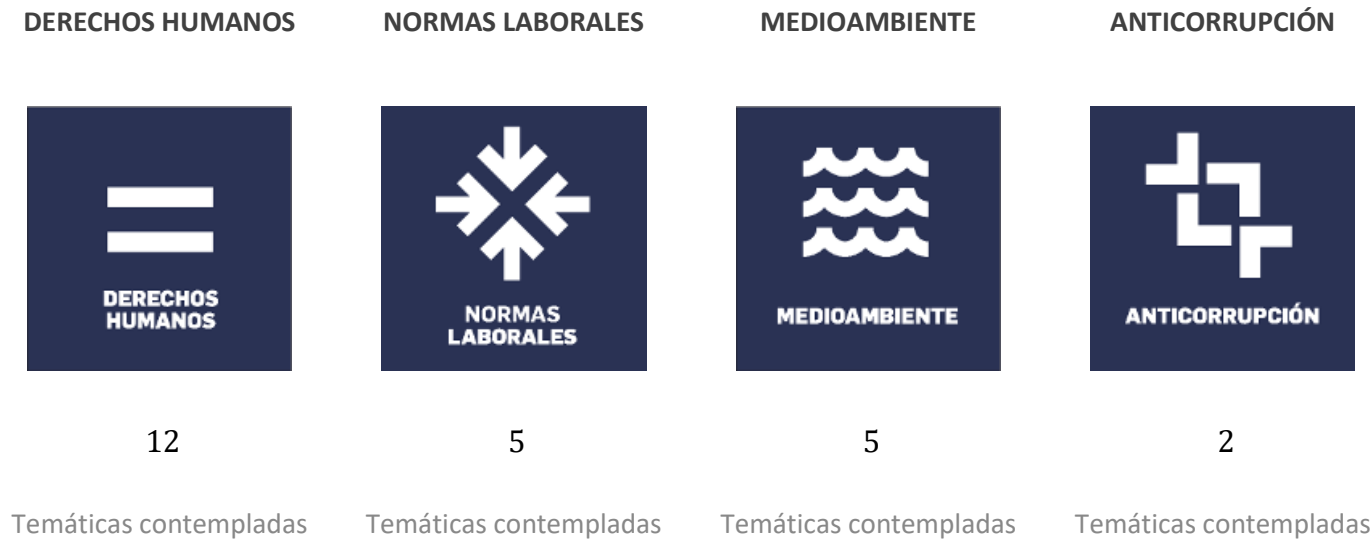 DERECHOS HUMANOS
NORMAS LABORALES
MEDIOAMBIENTE
ANTICORRUPCIÓN
DERECHOS
HUMANOS
NORMAS
LABORALES
MEDIOAMBIENTE
ANTICORRUPCIÓN
12
5
5
2
Temáticas contempladas
Temáticas contempladas
Temáticas contempladas
Temáticas contempladas